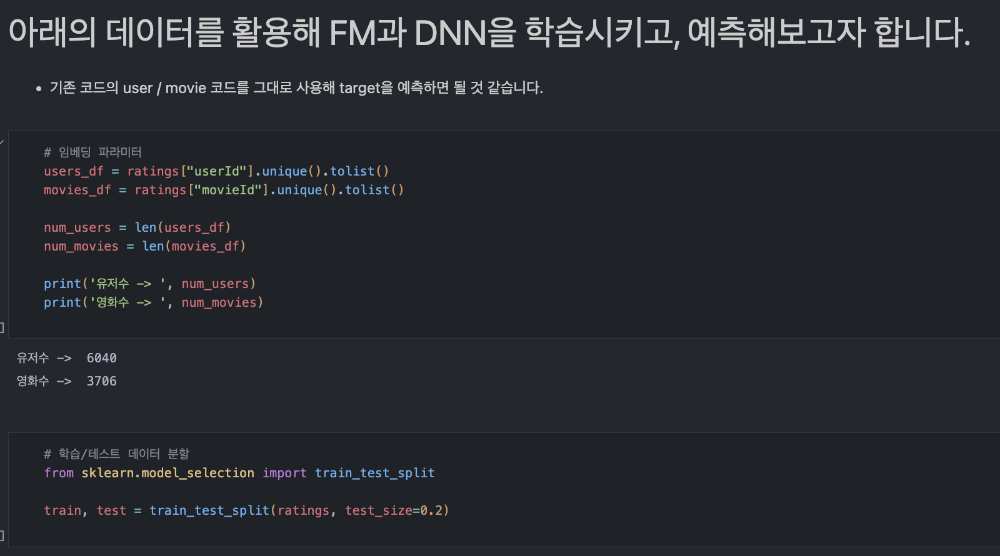 아래의 데이터를 활용해 FM과 DNN을 학습시키고, 예측해보고자 합니다.
• 기존 코드의 user / movie 코드를 그대로 사용해 target을 예측하면 될 것 같습니다.
# 임베딩 파라미터
users_df = ratings["userId"].unique().tolist()
movies_df = ratings["movieId"].unique().tolist()
num_users = len(users_df)
num_movies = len(movies_df)
print('유저수 -> ', num_users)
print('영화수 -> ', num_movies)
유저수 ->  6040
영화수 ->  3706
# 학습/테스트 데이터 분할
from sklearn.model_selection import train_test_split
train, test = train_test_split(ratings, test_size=0.2)